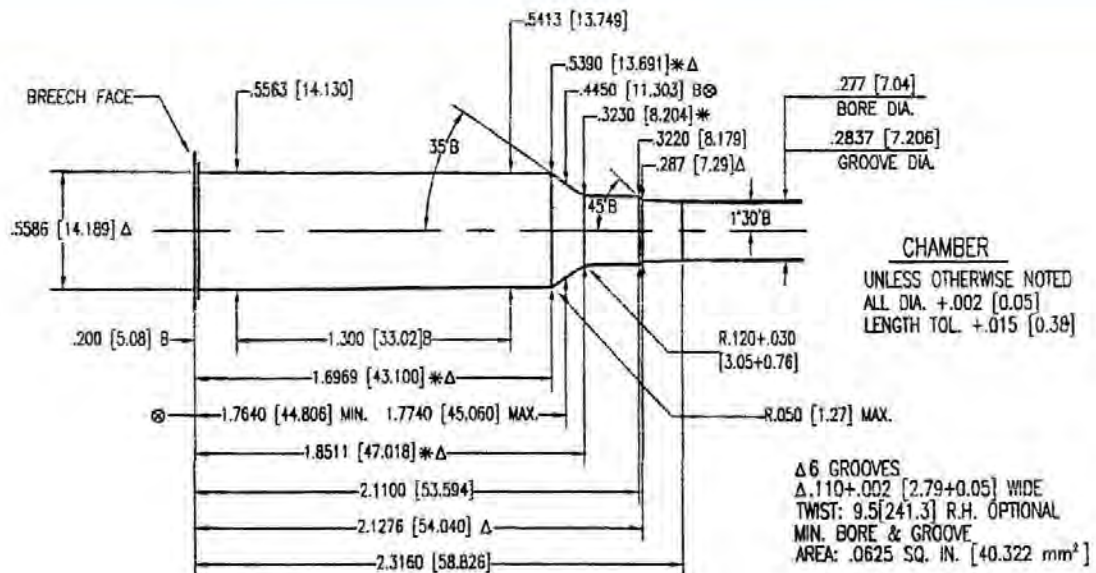 .5413 [13.749]
.5390 [13.691]*Δ
.4450 [11.303] B⊗
.3230 [8.204]*
.3220 [8.179]
.287 [7.29]Δ
.277 [7.04]
BORE DIA.
.2837 [7.206]
GROOVE DIA.
BREECH FACE
.5563 [14.130]
35°B
45°B
1°30'B
.5586 [14.189] Δ
CHAMBER
UNLESS OTHERWISE NOTED
ALL DIA. +.002 [0.05]
LENGTH TOL. +.015 [0.38]
.200 [5.08] B
1.300 [33.02]B
R.120+.030
[3.05+0.76]
1.6969 [43.100]*Δ
⊗
1.7640 [44.806] MIN. 1.7740 [45.060] MAX.
R.050 [1.27] MAX.
1.8511 [47.018]*Δ
2.1100 [53.594]
2.1276 [54.040] Δ
2.3160 [58.826]
Δ6 GROOVES
Δ.110+.002 [2.79+0.05] WIDE
TWIST: 9.5[241.3] R.H. OPTIONAL
MIN. BORE & GROOVE
AREA: .0625 SQ. IN. [40.322 mm²]